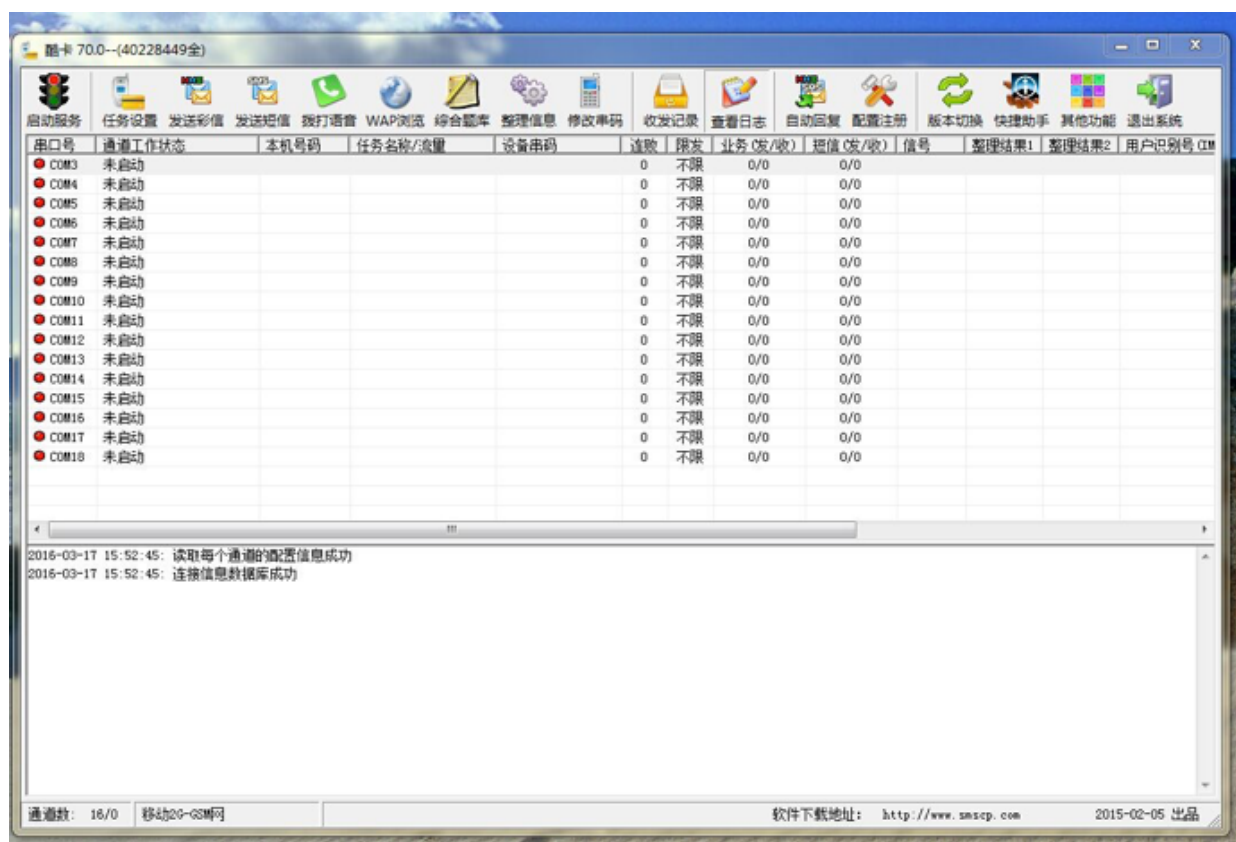 酷卡 70.0--(40228449全)
启动服务 任务设置 发送彩信 发送短信 拨打语音 WAP浏览 综合题库 整理信息 修改串码 收发记录 查看日志 自动回复 配置注册 版本切换 快捷助手 其他功能 退出系统
串口号 通道工作状态 本机号码 任务名称/流量 设备串码 连败 限发 业务(发/收) 短信(发/收) 信号 整理结果1 整理结果2 用户识别号(IM
COM3 未启动 0 不限 0/0 0/0
COM4 未启动 0 不限 0/0 0/0
COM5 未启动 0 不限 0/0 0/0
COM6 未启动 0 不限 0/0 0/0
COM7 未启动 0 不限 0/0 0/0
COM8 未启动 0 不限 0/0 0/0
COM9 未启动 0 不限 0/0 0/0
COM10 未启动 0 不限 0/0 0/0
COM11 未启动 0 不限 0/0 0/0
COM12 未启动 0 不限 0/0 0/0
COM13 未启动 0 不限 0/0 0/0
COM14 未启动 0 不限 0/0 0/0
COM15 未启动 0 不限 0/0 0/0
COM16 未启动 0 不限 0/0 0/0
COM17 未启动 0 不限 0/0 0/0
COM18 未启动 0 不限 0/0 0/0
2016-03-17 15:52:45: 读取每个通道的配置信息成功
2016-03-17 15:52:45: 连接信息数据库成功
通道数: 16/0 移动2G-GSM网 软件下载地址: http://www.smscp.com 2015-02-05 出品